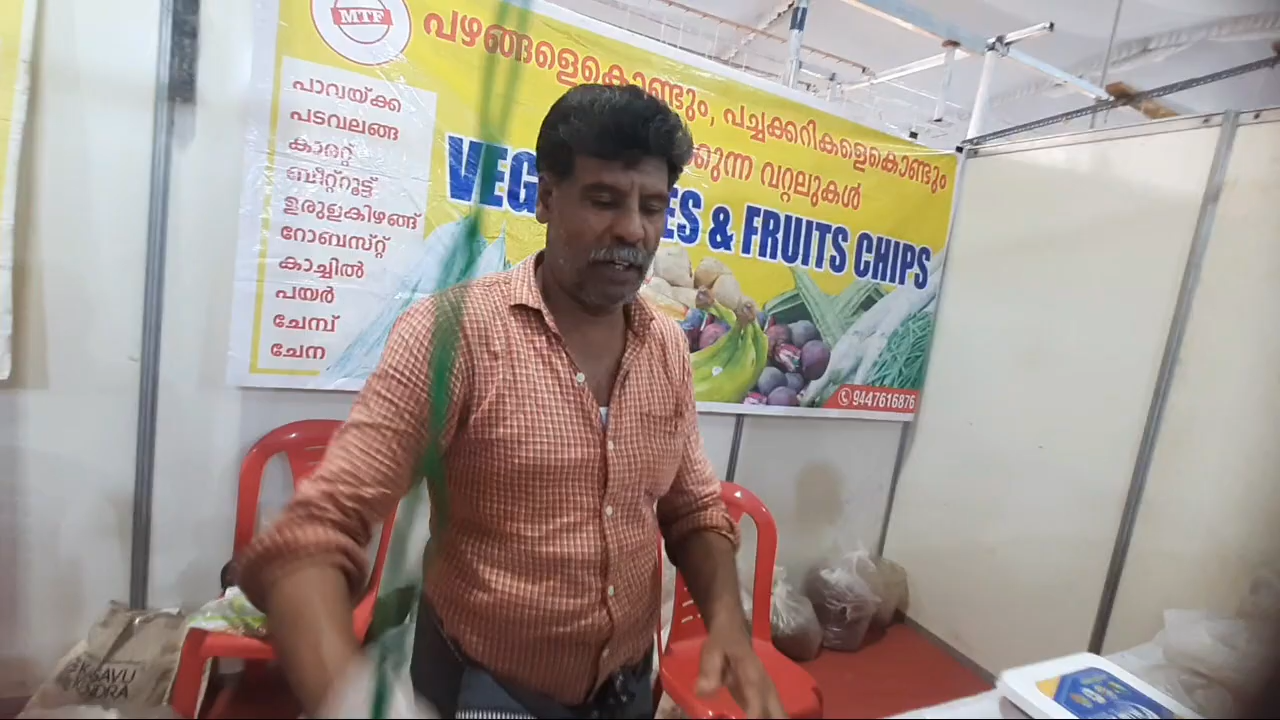 MTF
പഴങ്ങളെകൊണ്ടും, പച്ചക്കറികളെകൊണ്ടും
വറ്റലുകൾ
& FRUITS CHIPS
പാവയ്ക്ക
പടവലങ്ങ
കാരറ്റ്
ബീറ്റ്റൂട്ട്
ഉരുളകിഴങ്ങ്
റോബസ്റ്റ്
കാച്ചിൽ
പയർ
ചേമ്പ്
ചേന
9447616876